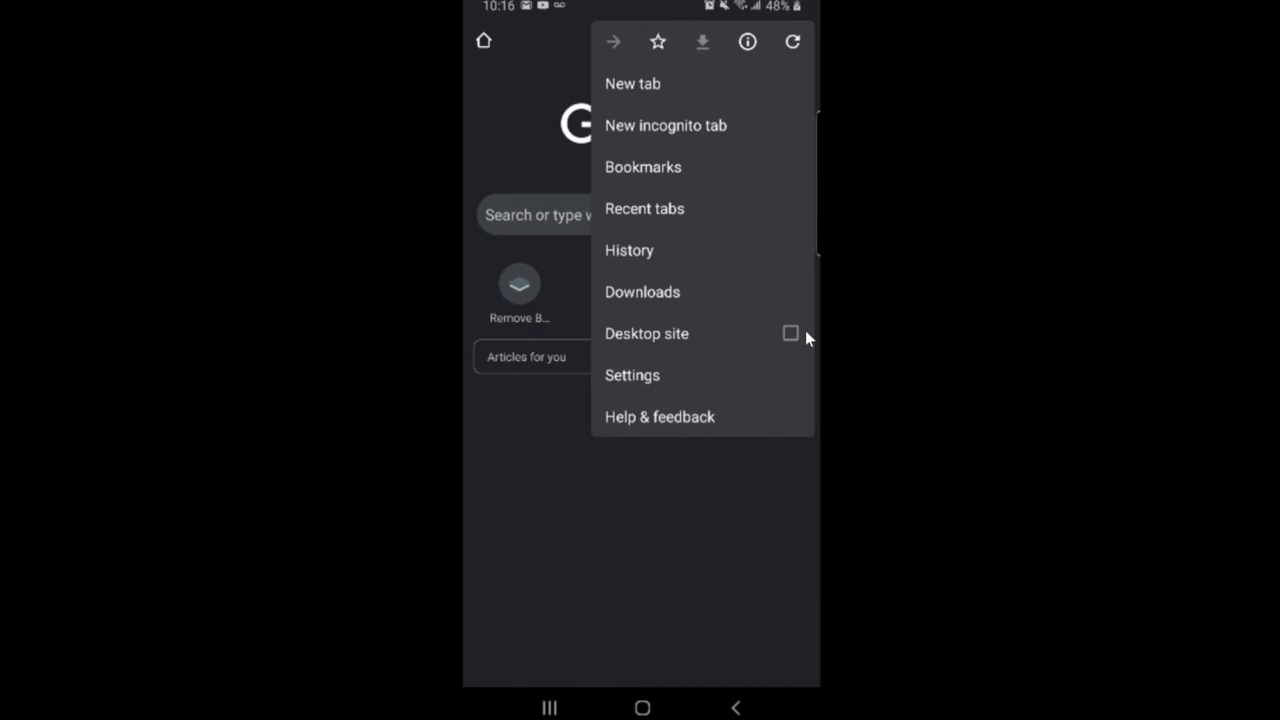 10:16 48%
New tab
New incognito tab
Bookmarks
Recent tabs
History
Downloads
Desktop site
Settings
Help & feedback
G
Search or type w
Remove B...
Articles for you